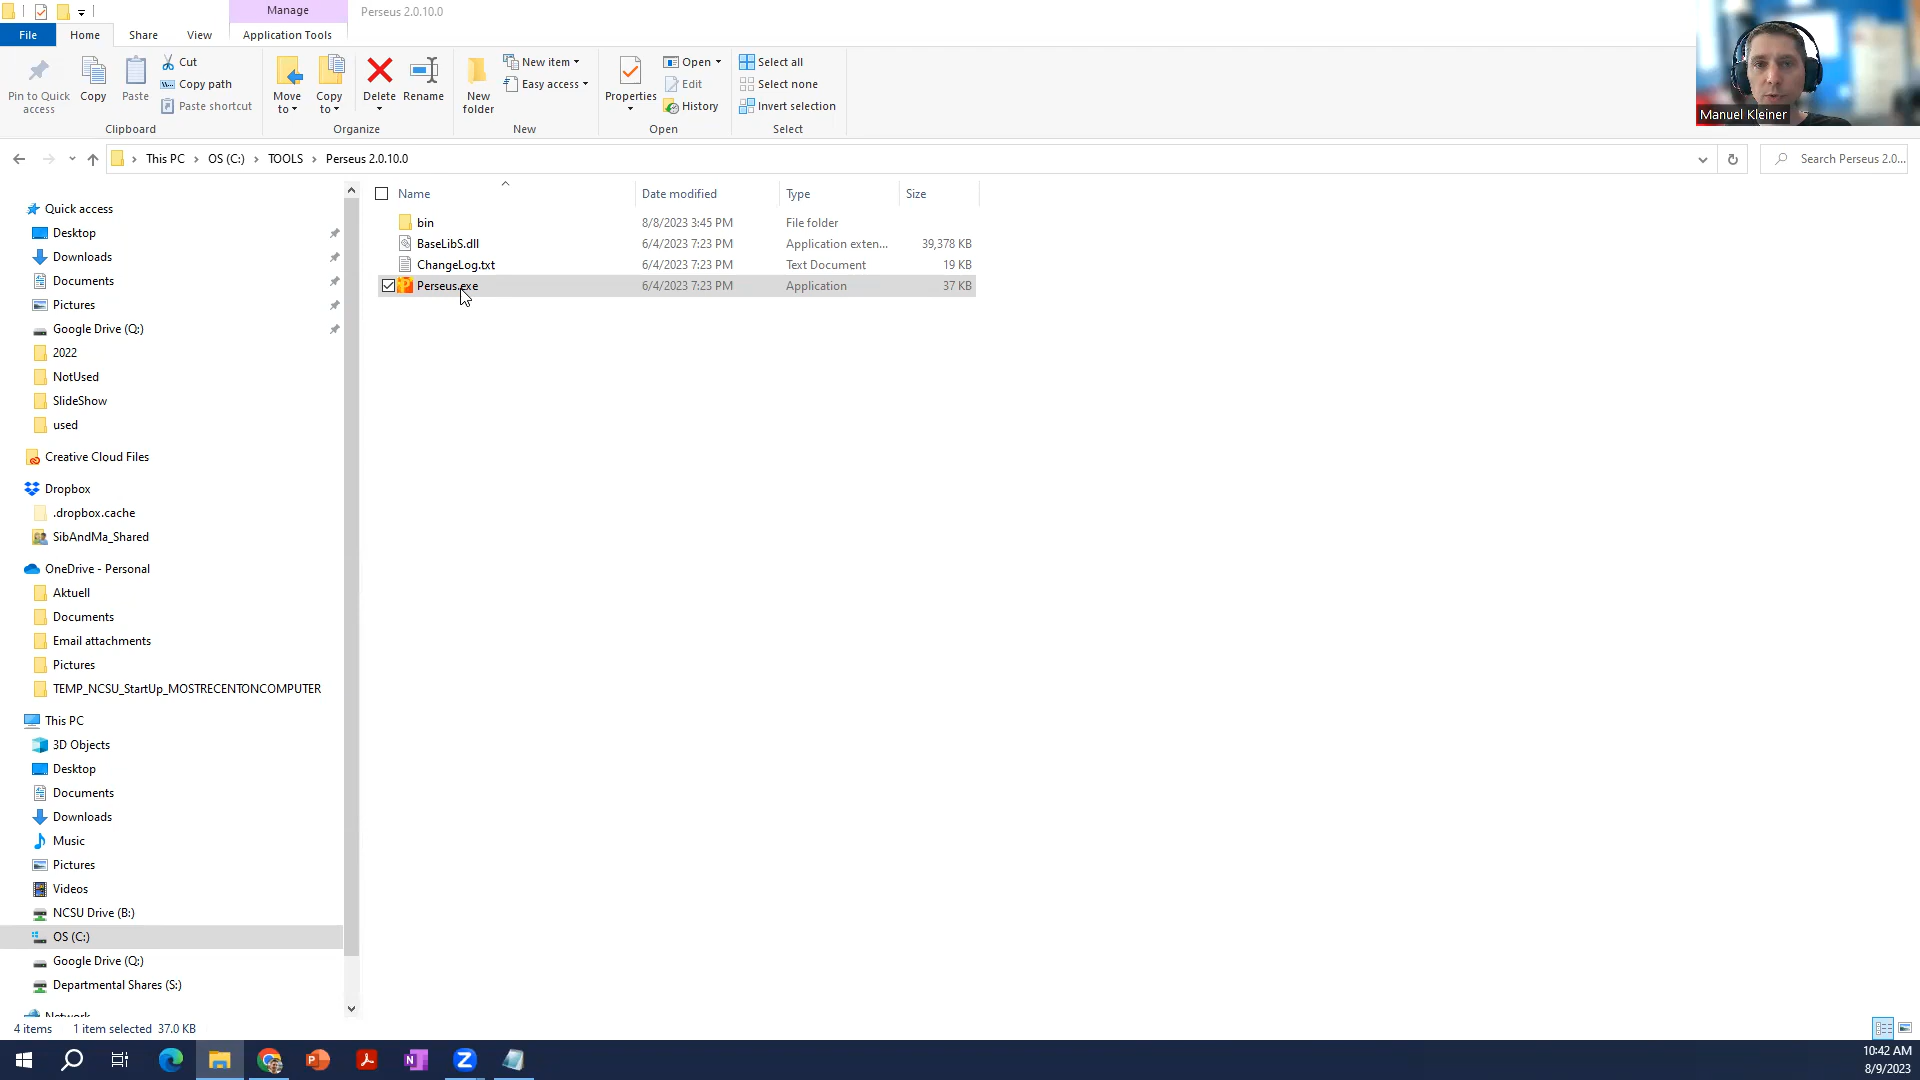 Manage
Perseus 2.0.10.0
File
Home
Share
View
Application Tools
Pin to Quick access
Copy
Paste
Cut
Copy path
Paste shortcut
Clipboard
Move to
Copy to
Delete
Rename
Organize
New folder
New item
Easy access
New
Properties
Open
Edit
History
Open
Select all
Select none
Invert selection
Select
Manuel Kleiner
This PC
OS (C:)
TOOLS
Perseus 2.0.10.0
Search Perseus 2.0...
Name
Date modified
Type
Size
bin 8/8/2023 3:45 PM File folder
BaseLibS.dll 6/4/2023 7:23 PM Application exten... 39,378 KB
ChangeLog.txt 6/4/2023 7:23 PM Text Document 19 KB
Perseus.exe 6/4/2023 7:23 PM Application 37 KB
Quick access
Desktop
Downloads
Documents
Pictures
Google Drive (Q:)
2022
NotUsed
SlideShow
used
Creative Cloud Files
Dropbox
.dropbox.cache
SibAndMa_Shared
OneDrive - Personal
Aktuell
Documents
Email attachments
Pictures
TEMP_NCSU_StartUp_MOSTRECENTONCOMPUTER
This PC
3D Objects
Desktop
Documents
Downloads
Music
Pictures
Videos
NCSU Drive (B:)
OS (C:)
Google Drive (Q:)
Departmental Shares (S:)
Network
4 items
1 item selected 37.0 KB
10:42 AM
8/9/2023